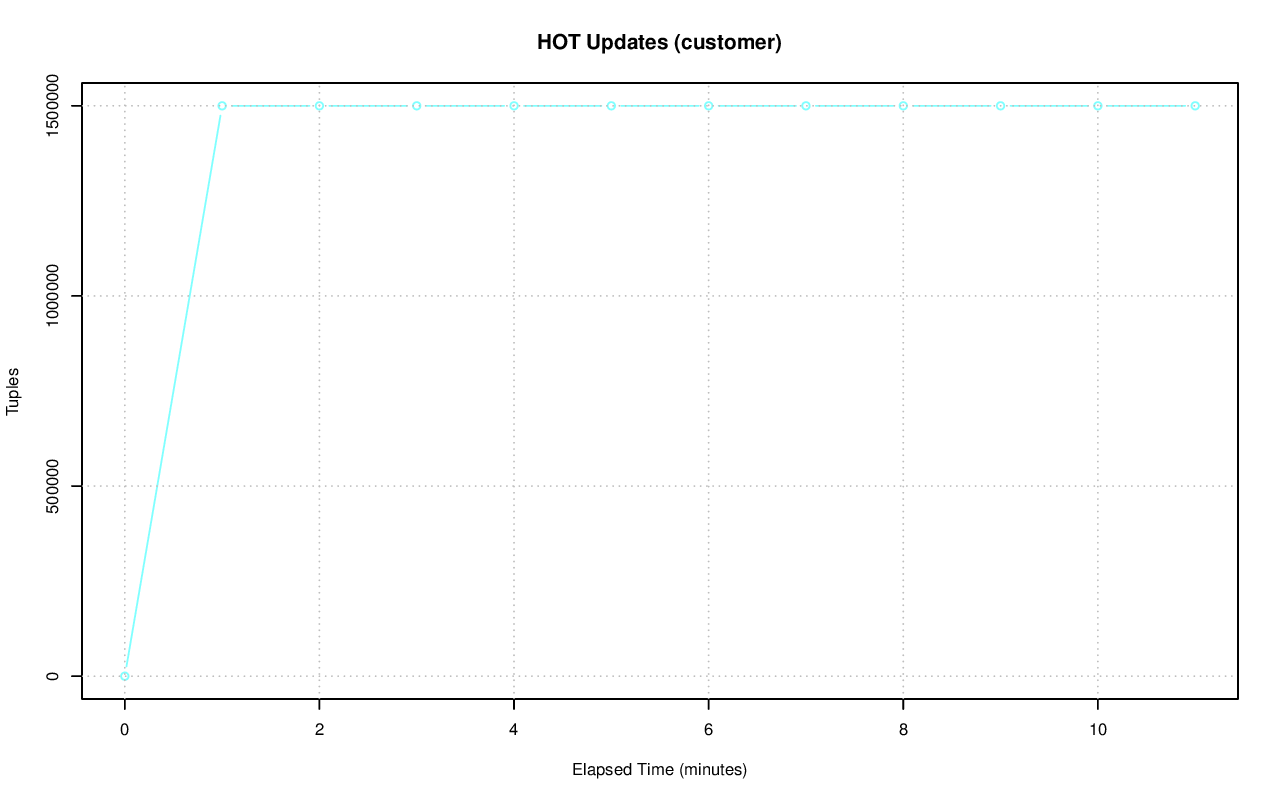 HOT Updates (customer)
1500000
1000000
500000
0
Tuples
0 2 4 6 8 10
Elapsed Time (minutes)